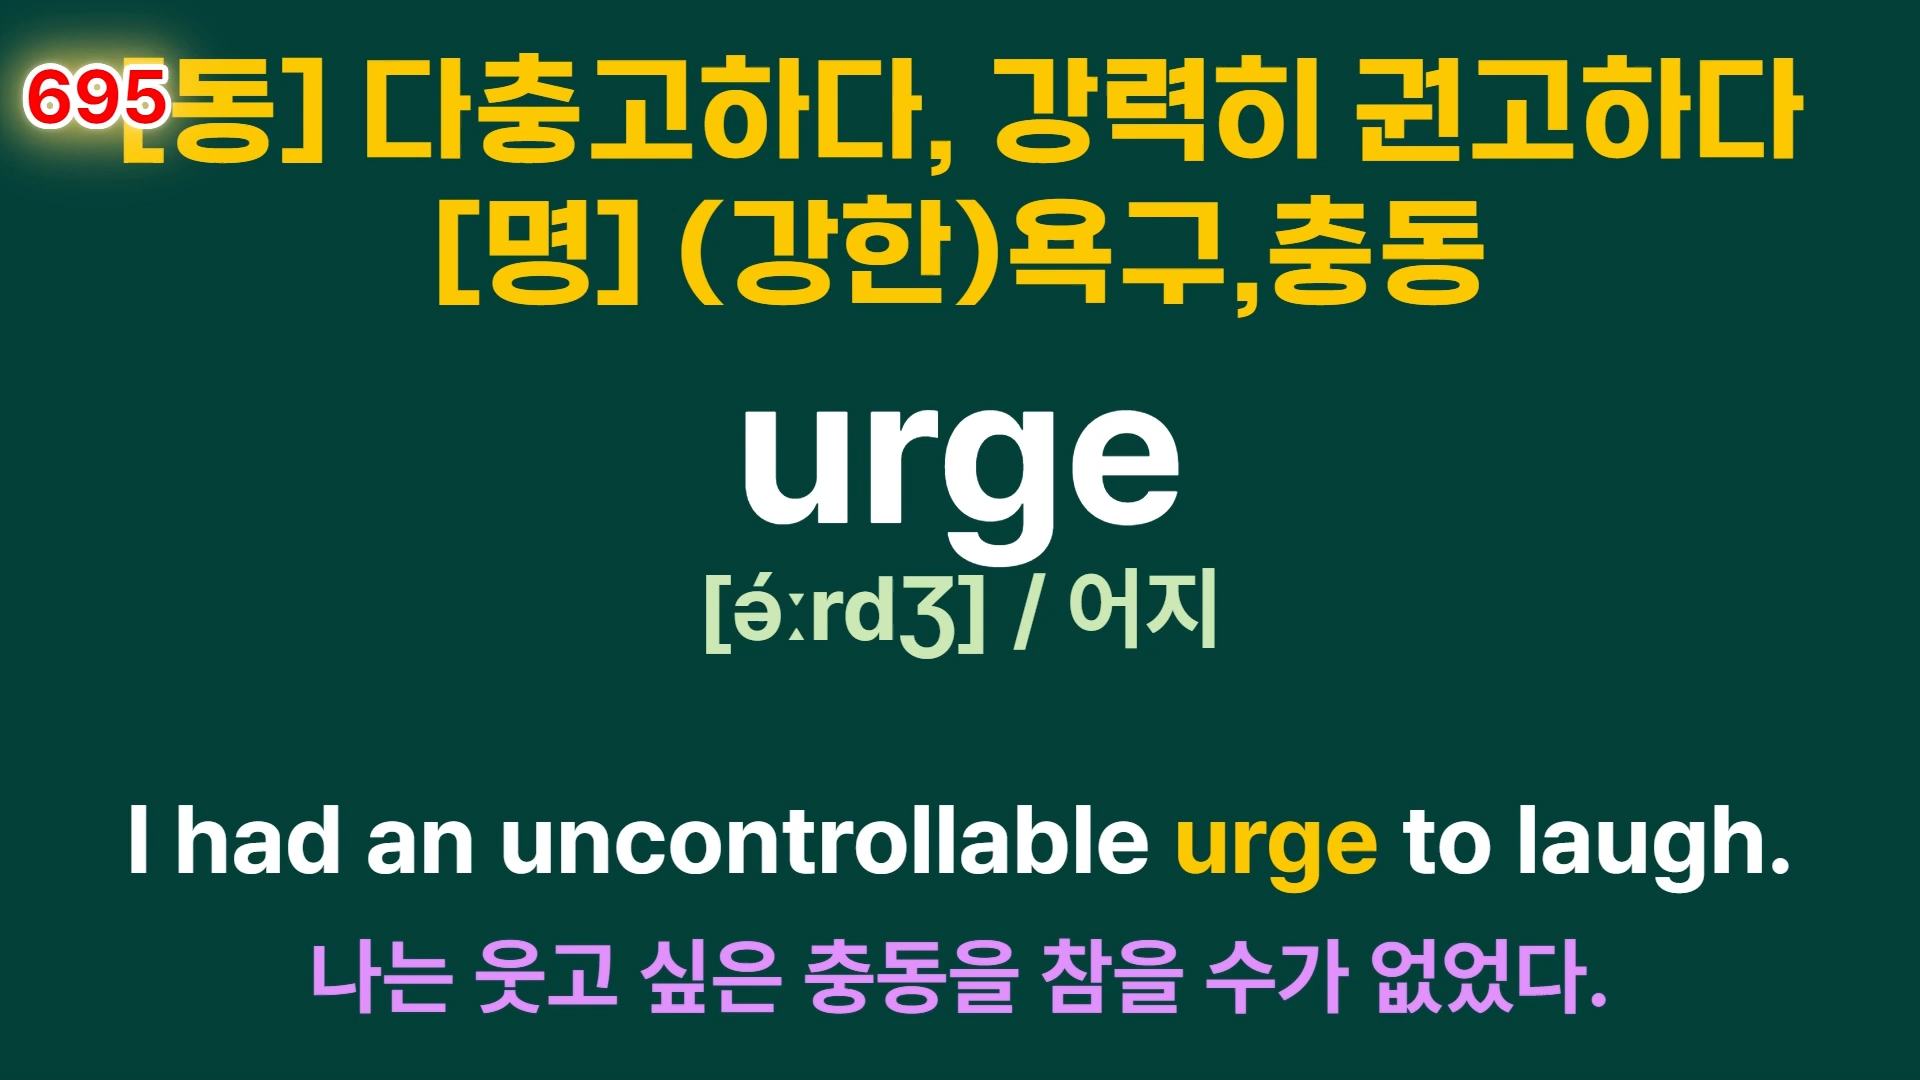 695
[동] 다충고하다, 강력히 권고하다
[명] (강한)욕구,충동
urge
[ə́ːrdʒ] / 어지
I had an uncontrollable urge to laugh.
나는 웃고 싶은 충동을 참을 수가 없었다.